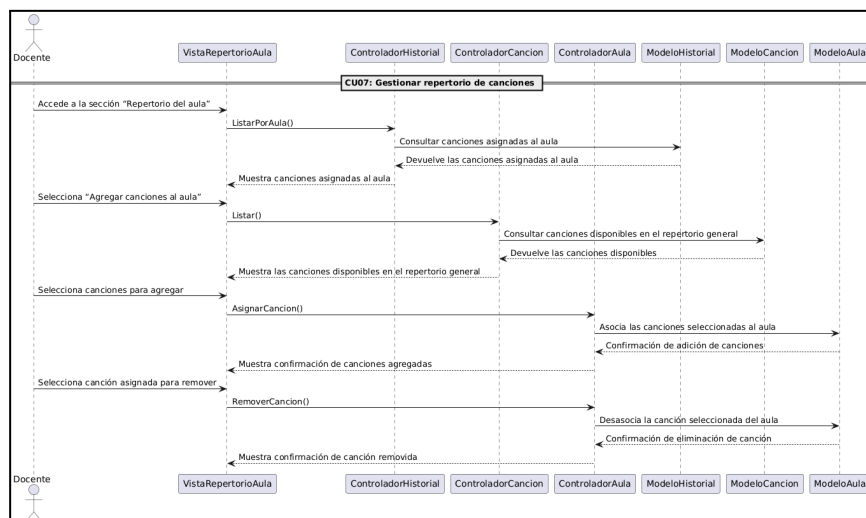 Docente
VistaRepertorioAula
ControladorHistorial
ControladorCancion
ControladorAula
ModeloHistorial
ModeloCancion
ModeloAula
CU07: Gestionar repertorio de canciones
Accede a la sección “Repertorio del aula”
ListarPorAula()
Consultar canciones asignadas al aula
Devuelve las canciones asignadas al aula
Muestra canciones asignadas al aula
Selecciona “Agregar canciones al aula”
Listar()
Consultar canciones disponibles en el repertorio general
Devuelve las canciones disponibles
Muestra las canciones disponibles en el repertorio general
Selecciona canciones para agregar
AsignarCancion()
Asocia las canciones seleccionadas al aula
Confirmación de adición de canciones
Muestra confirmación de canciones agregadas
Selecciona canción asignada para remover
RemoverCancion()
Desasocia la canción seleccionada del aula
Confirmación de eliminación de canción
Muestra confirmación de canción removida
Docente
VistaRepertorioAula
ControladorHistorial
ControladorCancion
ControladorAula
ModeloHistorial
ModeloCancion
ModeloAula